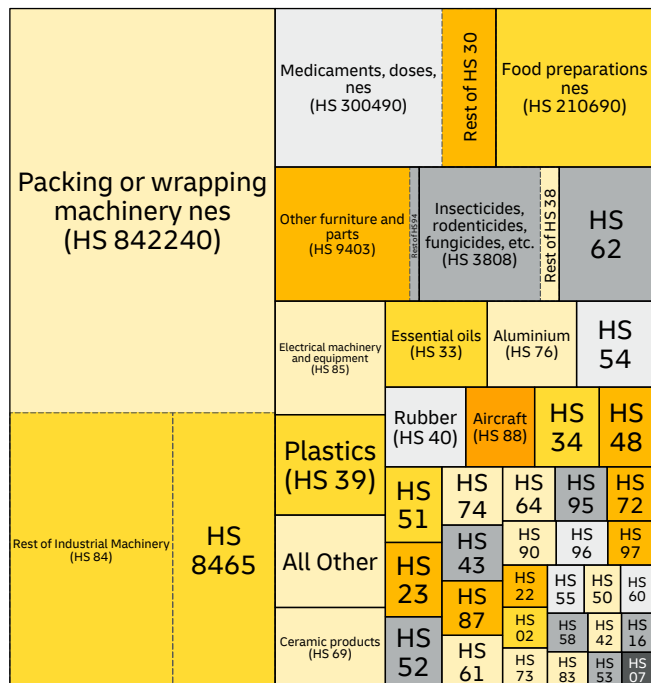 Packing or wrapping
machinery nes
(HS 842240)
Rest of Industrial Machinery
(HS 84)
HS
8465
Medicaments, doses,
nes
(HS 300490)
Rest of HS 30
Food preparations
nes
(HS 210690)
Other furniture and
parts
(HS 9403)
Rest of HS 94
Insecticides,
rodenticides,
fungicides, etc.
(HS 3808)
Rest of HS 38
HS
62
Electrical machinery
and equipment
(HS 85)
Essential oils
(HS 33)
Aluminium
(HS 76)
HS
54
Plastics
(HS 39)
Rubber
(HS 40)
Aircraft
(HS 88)
HS
34
HS
48
All Other
Ceramic products
(HS 69)
HS
51
HS
23
HS
52
HS
74
HS
43
HS
87
HS
61
HS
64
HS
95
HS
72
HS
90
HS
96
HS
97
HS
22
HS
55
HS
50
HS
60
HS
02
HS
58
HS
42
HS
16
HS
73
HS
83
HS
53
HS
07